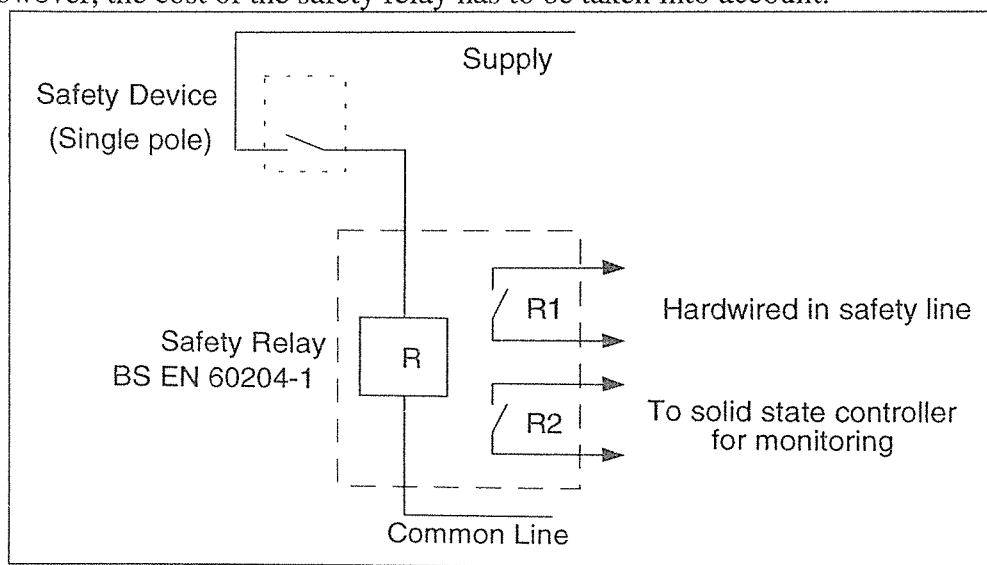 owever, the cost of the safety relay has to be taken into account.
Supply
Safety Device
(Single pole)
R1
Hardwired in safety line
Safety Relay
BS EN 60204-1
R
R2
To solid state controller
for monitoring
Common Line